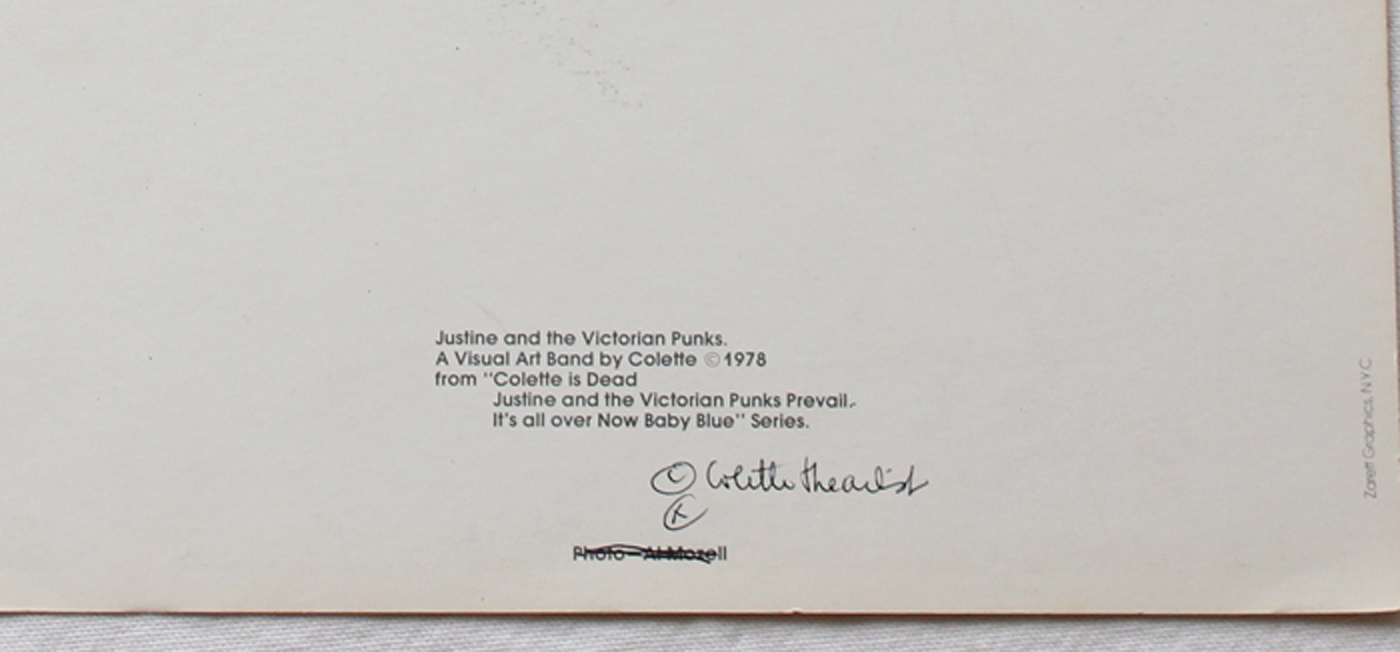 Justine and the Victorian Punks.
A Visual Art Band by Colette ©1978
from "Colette is Dead
Justine and the Victorian Punks Prevail.
It's all over Now Baby Blue" Series.
© Colette the artist
Photo — Al Mozell
Zarett Graphics, NYC